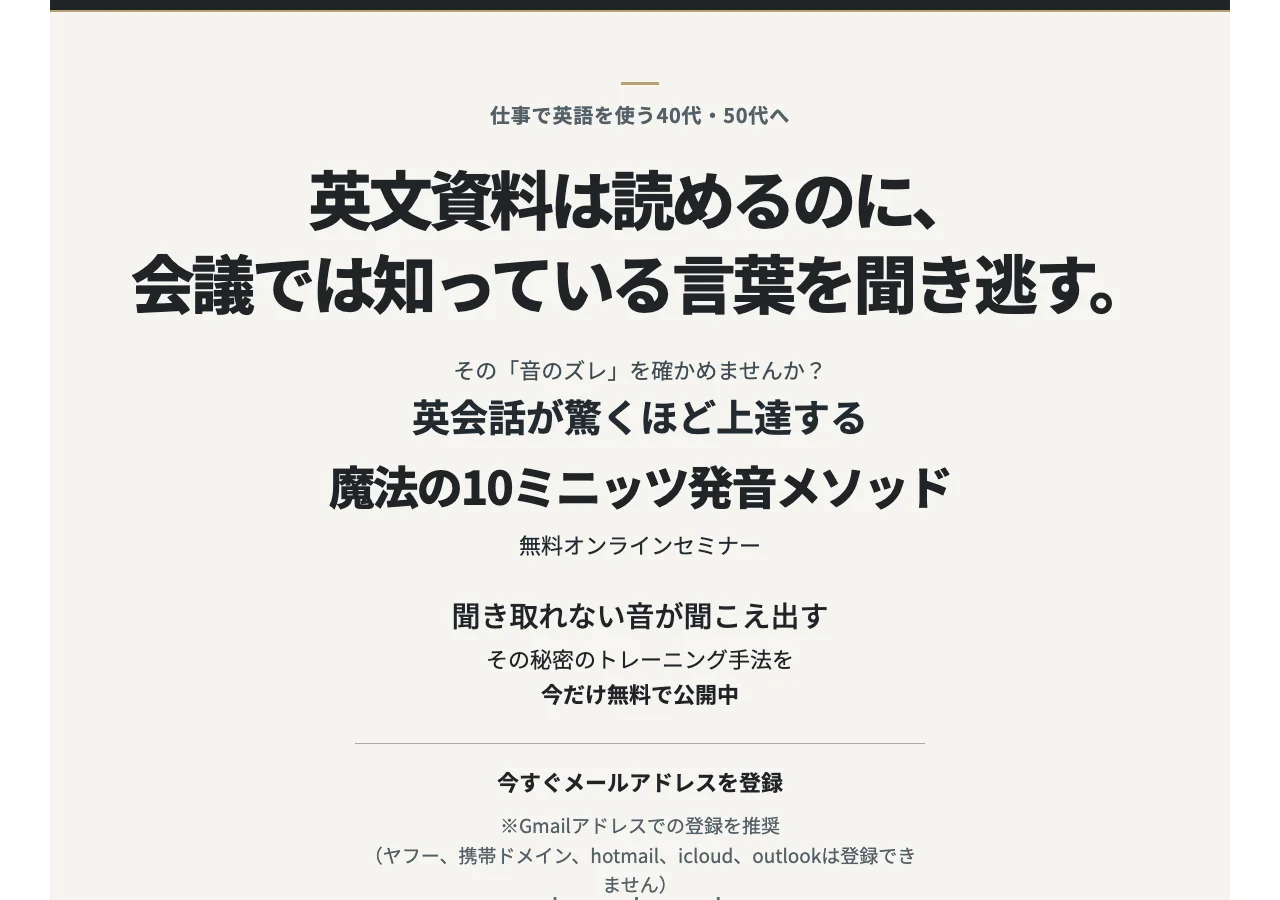 仕事で英語を使う40代・50代へ
英文資料は読めるのに、
会議では知っている言葉を聞き逃す。
その「音のズレ」を確かめませんか？
英会話が驚くほど上達する
魔法の10ミニッツ発音メソッド
無料オンラインセミナー
聞き取れない音が聞こえ出す
その秘密のトレーニング手法を
今だけ無料で公開中
今すぐメールアドレスを登録
※Gmailアドレスでの登録を推奨
（ヤフー、携帯ドメイン、hotmail、icloud、outlookは登録でき
ません）